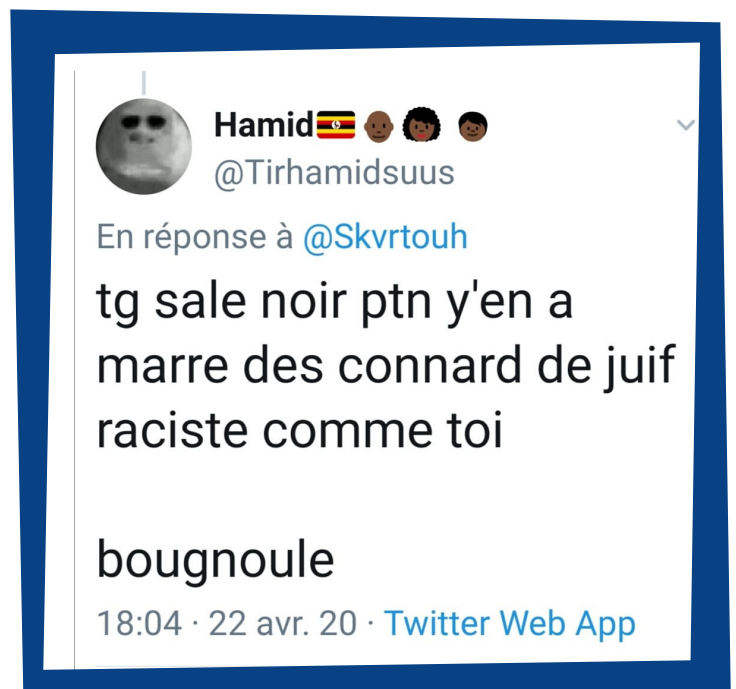 Hamid🇺🇬👨🏿‍🦲👩🏿‍🦱👦🏿
@Tirhamidsuus
En réponse à @Skvrtouh
tg sale noir ptn y'en a
marre des connard de juif
raciste comme toi
bougnoule
18:04 · 22 avr. 20 · Twitter Web App